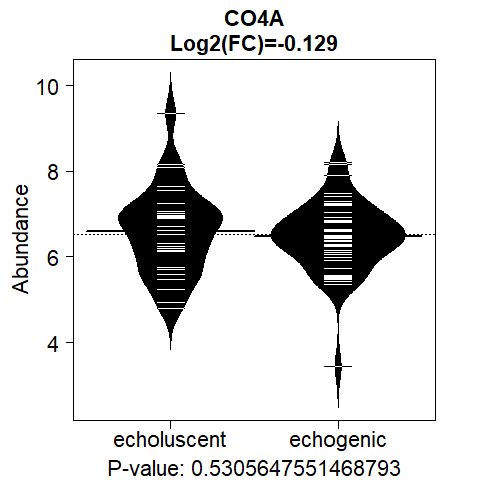 CO4A
Log2(FC)=-0.129
Abundance
10
8
6
4
echoluscent
echogenic
P-value: 0.5305647551468793